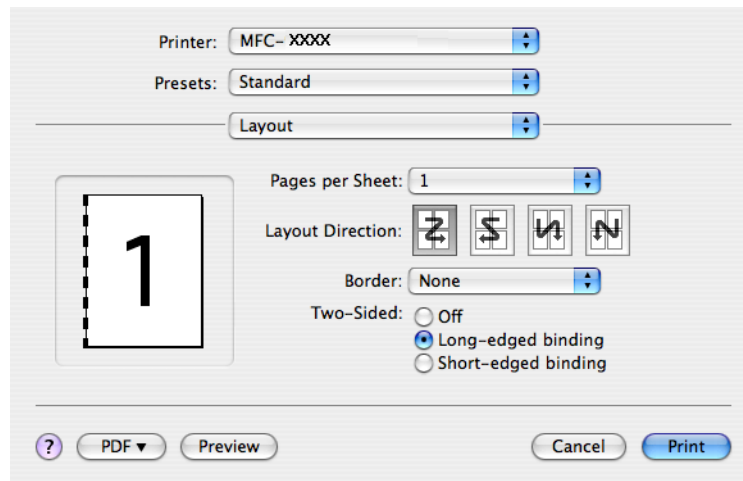 Printer: MFC- XXXX
Presets: Standard
Layout
Pages per Sheet: 1
Layout Direction:
Border: None
Two-Sided: Off
Long-edged binding
Short-edged binding
1
? PDF▼ Preview Cancel Print